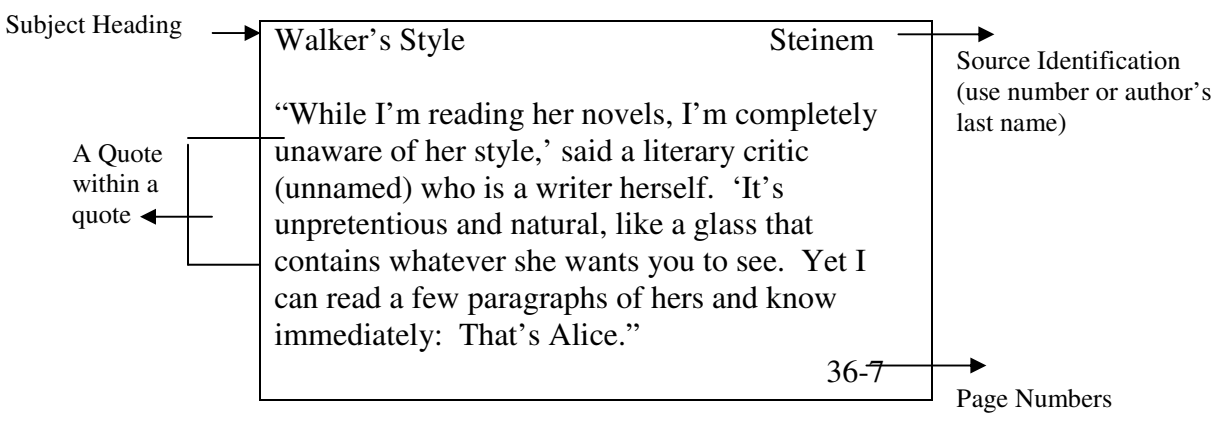 Subject Heading
Walker’s Style Steinem
Source Identification
(use number or author’s
last name)
“While I’m reading her novels, I’m completely
unaware of her style,’ said a literary critic
(unnamed) who is a writer herself.  ‘It’s
unpretentious and natural, like a glass that
contains whatever she wants you to see.  Yet I
can read a few paragraphs of hers and know
immediately:  That’s Alice.”
A Quote
within a
quote
36-7
Page Numbers